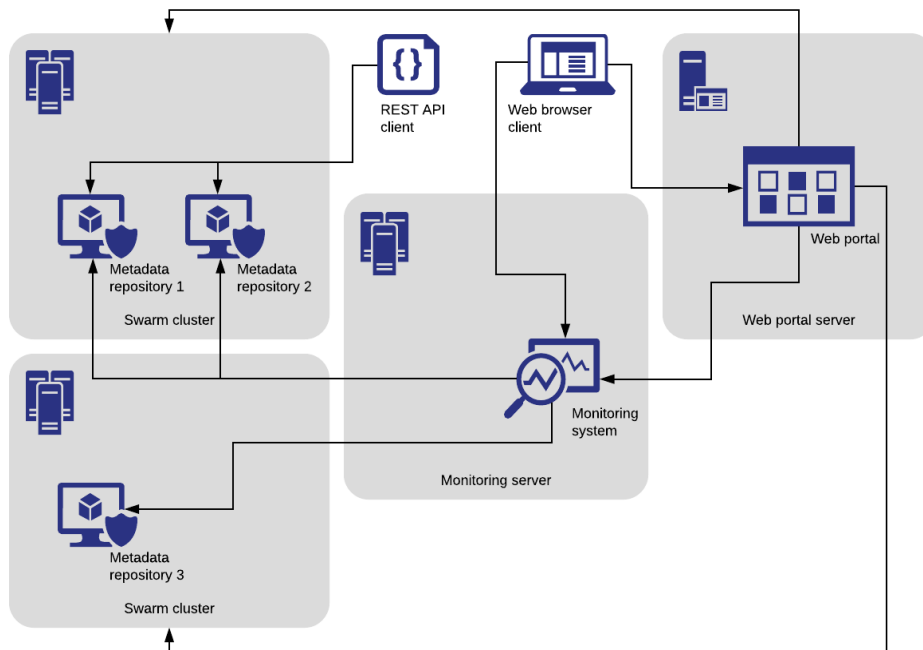 {}
REST API
client
Web browser
client
Metadata
repository 1
Metadata
repository 2
Swarm cluster
Web portal
Web portal server
Monitoring
system
Monitoring server
Metadata
repository 3
Swarm cluster